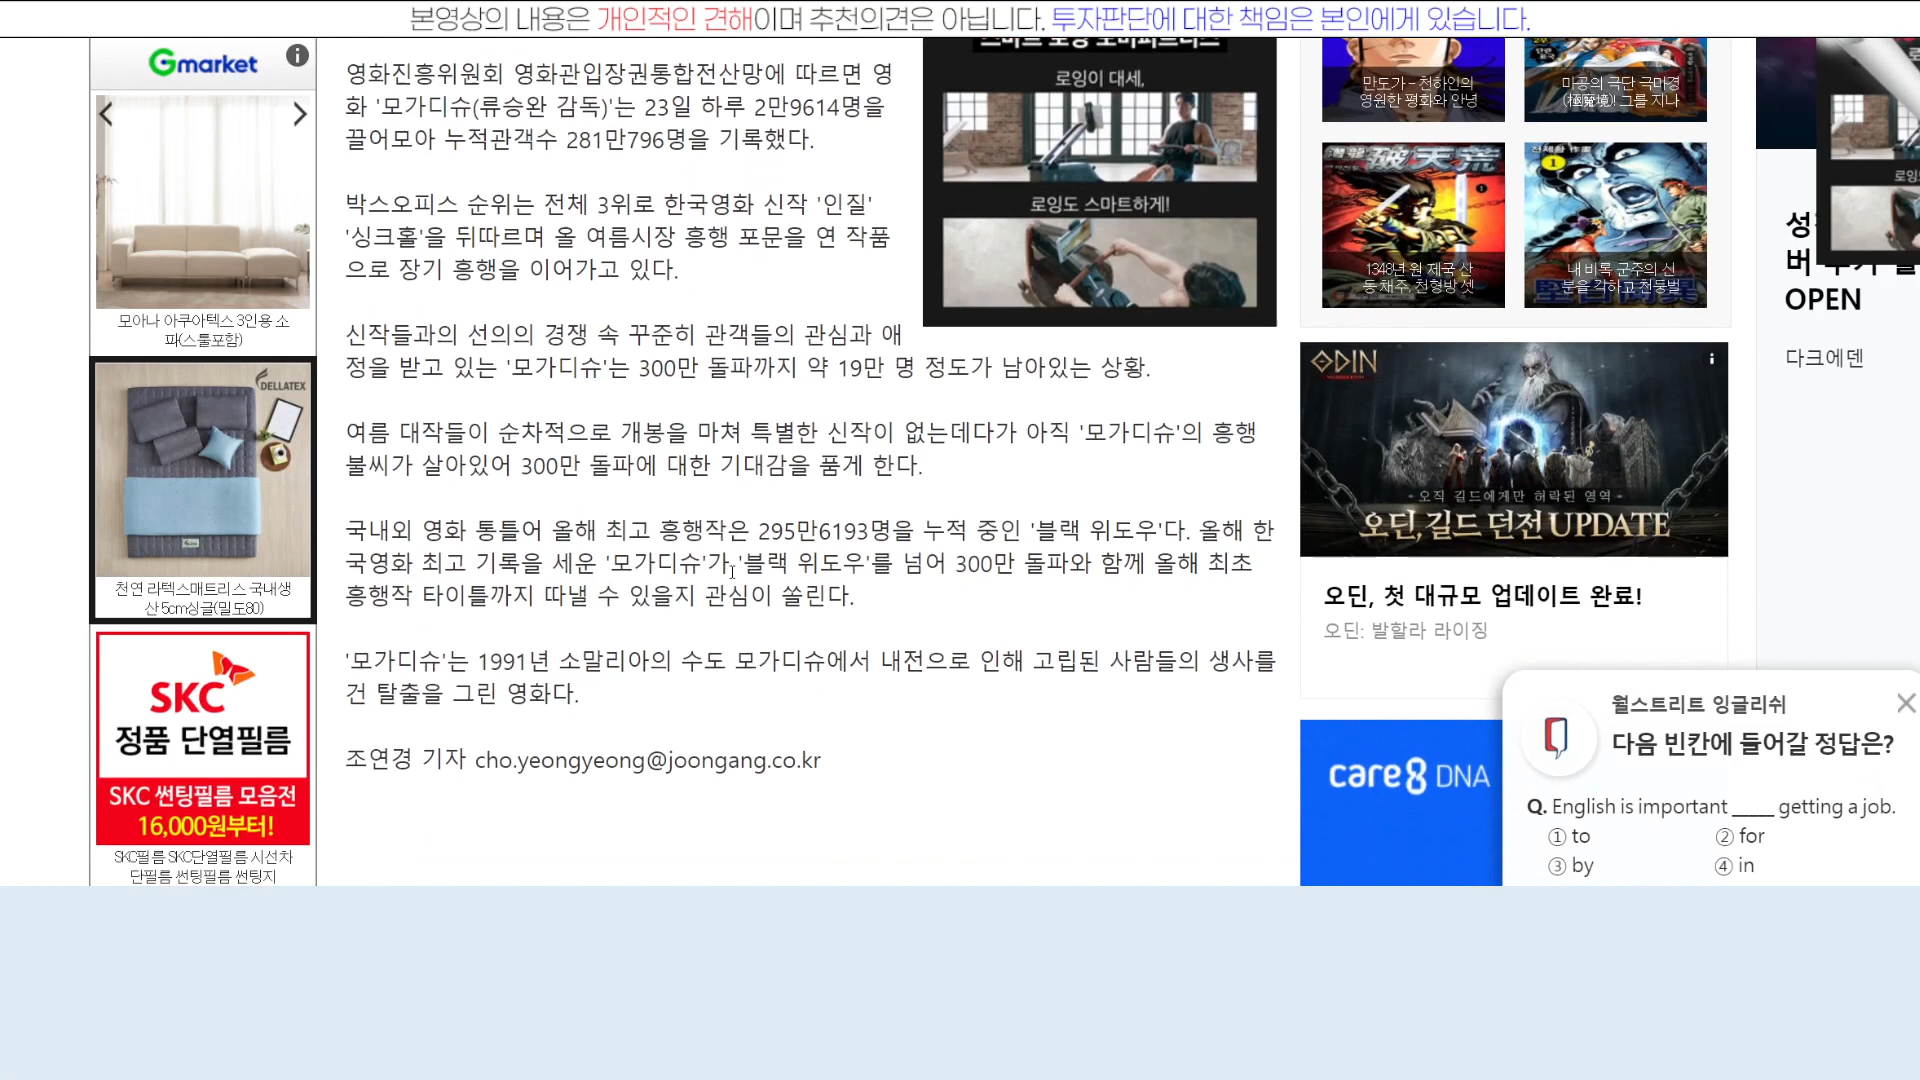 본영상의 내용은 개인적인 견해이며 추천의견은 아닙니다. 투자판단에 대한 책임은 본인에게 있습니다.
Gmarket
모아나 아쿠아텍스 3인용 소
파(스툴포함)
DELLATEX
천연 라텍스매트리스 국내생
산 5cm싱글(밀도80)
SKC
정품 단열필름
SKC 썬팅필름 모음전
16,000원부터!
SKC필름 SKC단열필름 시선차
단필름 썬팅필름 썬팅지
영화진흥위원회 영화관입장권통합전산망에 따르면 영
화 '모가디슈(류승완 감독)'는 23일 하루 2만9614명을
끌어모아 누적관객수 281만796명을 기록했다.
박스오피스 순위는 전체 3위로 한국영화 신작 '인질'
'싱크홀'을 뒤따르며 올 여름시장 흥행 포문을 연 작품
으로 장기 흥행을 이어가고 있다.
신작들과의 선의의 경쟁 속 꾸준히 관객들의 관심과 애
정을 받고 있는 '모가디슈'는 300만 돌파까지 약 19만 명 정도가 남아있는 상황.
여름 대작들이 순차적으로 개봉을 마쳐 특별한 신작이 없는데다가 아직 '모가디슈'의 흥행
불씨가 살아있어 300만 돌파에 대한 기대감을 품게 한다.
국내외 영화 통틀어 올해 최고 흥행작은 295만6193명을 누적 중인 '블랙 위도우'다. 올해 한
국영화 최고 기록을 세운 '모가디슈'가 '블랙 위도우'를 넘어 300만 돌파와 함께 올해 최초
흥행작 타이틀까지 따낼 수 있을지 관심이 쏠린다.
'모가디슈'는 1991년 소말리아의 수도 모가디슈에서 내전으로 인해 고립된 사람들의 생사를
건 탈출을 그린 영화다.
조연경 기자 cho.yeongyeong@joongang.co.kr
로잉이 대세,
로잉도 스마트하게!
만도가 – 천하인의
영원한 평화와 안녕
마공의 극단 극마경
(極魔境)! 그를 지나
破天荒
1348년 원 제국 산
동 채주, 천형방 셋
1
내 비록 군주의 신
분을 각하고 천풍벌
ODIN
- 오직 길드에게만 허락된 영역 -
오딘, 길드 던전 UPDATE
오딘, 첫 대규모 업데이트 완료!
오딘: 발할라 라이징
care8 DNA
OPEN
다크에덴
월스트리트 잉글리쉬
다음 빈칸에 들어갈 정답은?
Q. English is important _____ getting a job.
① to ② for
③ by ④ in